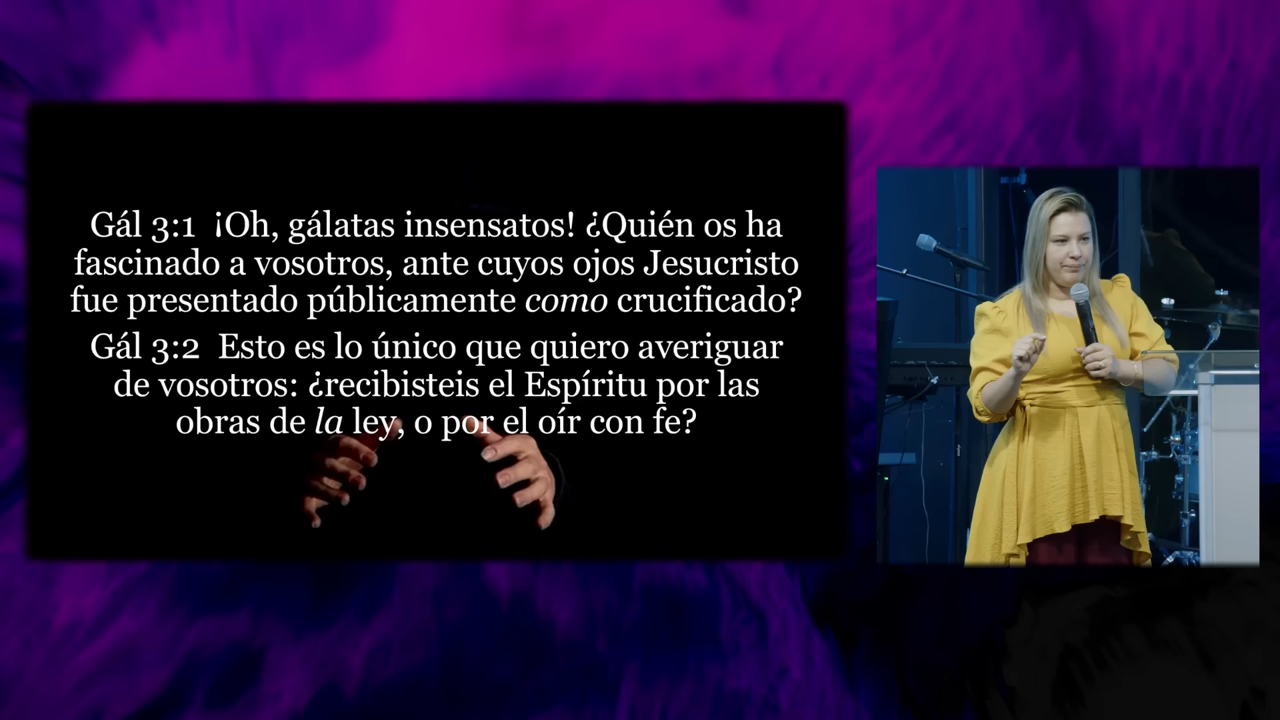 Gál 3:1  ¡Oh, gálatas insensatos! ¿Quién os ha
fascinado a vosotros, ante cuyos ojos Jesucristo
fue presentado públicamente como crucificado?
Gál 3:2  Esto es lo único que quiero averiguar
de vosotros: ¿recibisteis el Espíritu por las
obras de la ley, o por el oír con fe?